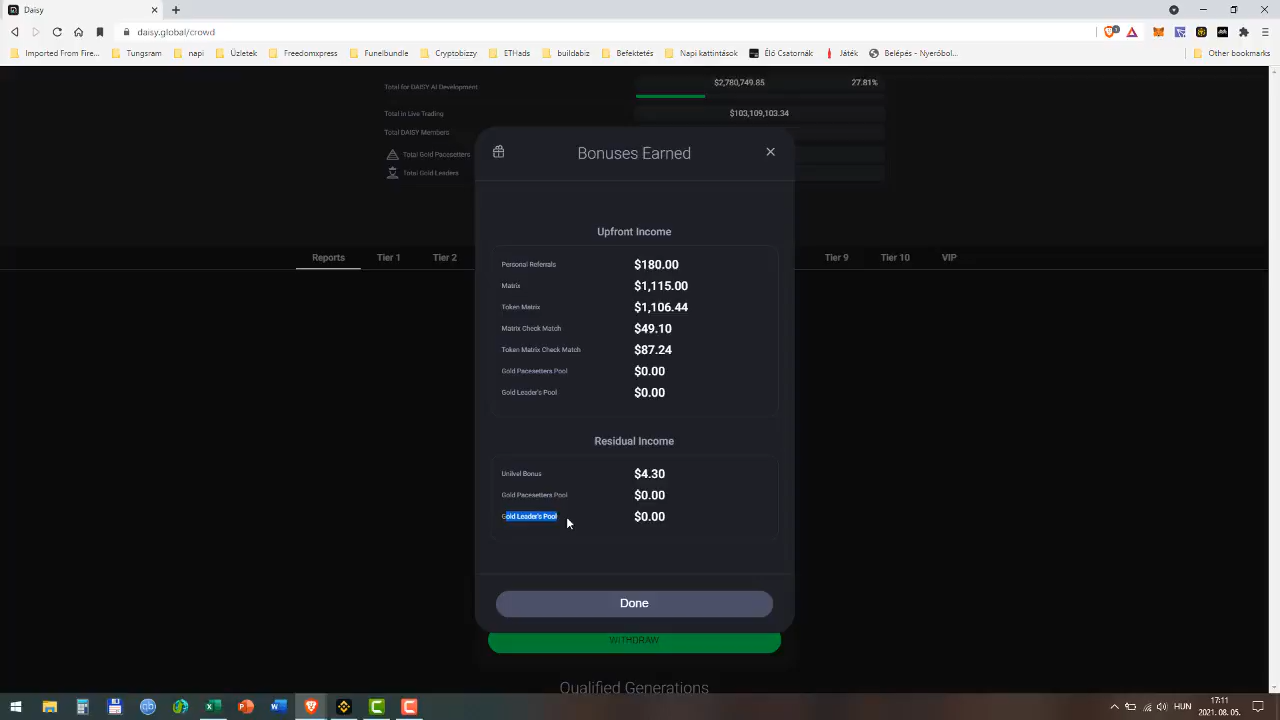 Daisy
daisy.global/crowd
Imported From Fire...
Tungsram
napi
Üzletek
Freedomxpress
Funfbundful
Cryptobizzy
ETHads
buildabiz
Befektetés
Napi kattintások
Élő Csatornák
Játék
Belépés - Nyerőbol...
Other bookmarks
Total for DAISY AI Development $2,780,749.85 27.81%
Total in Live Trading $103,109,103.34
Total DAISY Members
Total Gold Pacesetters
Total Gold Leaders
Bonuses Earned
Reports Tier 1 Tier 2 Tier 9 Tier 10 VIP
Upfront Income
Personal Referrals $180.00
Matrix $1,115.00
Token Matrix $1,106.44
Matrix Check Match $49.10
Token Matrix Check Match $87.24
Gold Pacesetters Pool $0.00
Gold Leader's Pool $0.00
Residual Income
Unilvel Bonus $4.30
Gold Pacesetters Pool $0.00
Gold Leader's Pool $0.00
Done
WITHDRAW
Qualified Generations
HUN
17:11
2021. 08. 05.